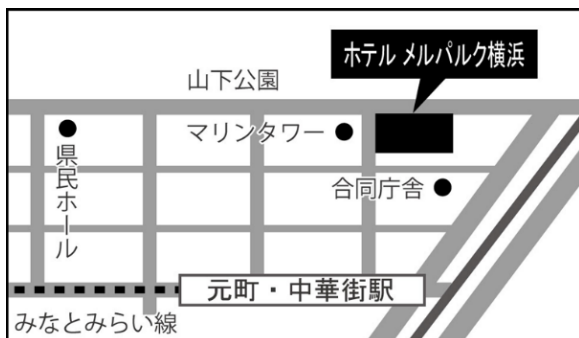 ホテル メルパルク横浜
山下公園
マリンタワー
県民ホール
合同庁舎
元町・中華街駅
みなとみらい線